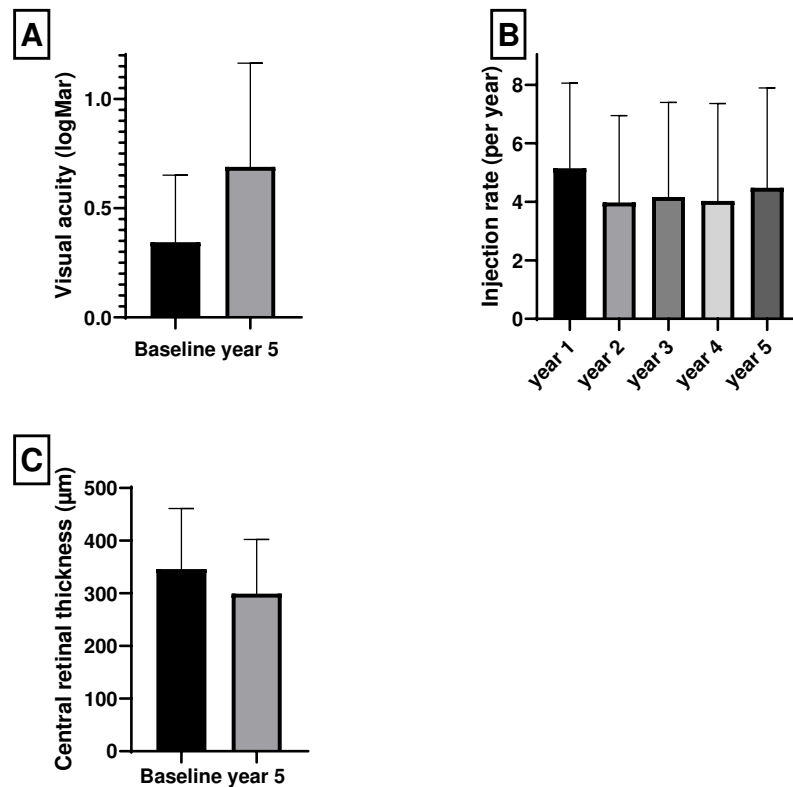 A
Visual acuity (logMar)
1.0
0.5
0.0
Baseline year 5
B
Injection rate (per year)
8
6
4
2
0
year 1
year 2
year 3
year 4
year 5
C
Central retinal thickness (µm)
500
400
300
200
100
0
Baseline year 5